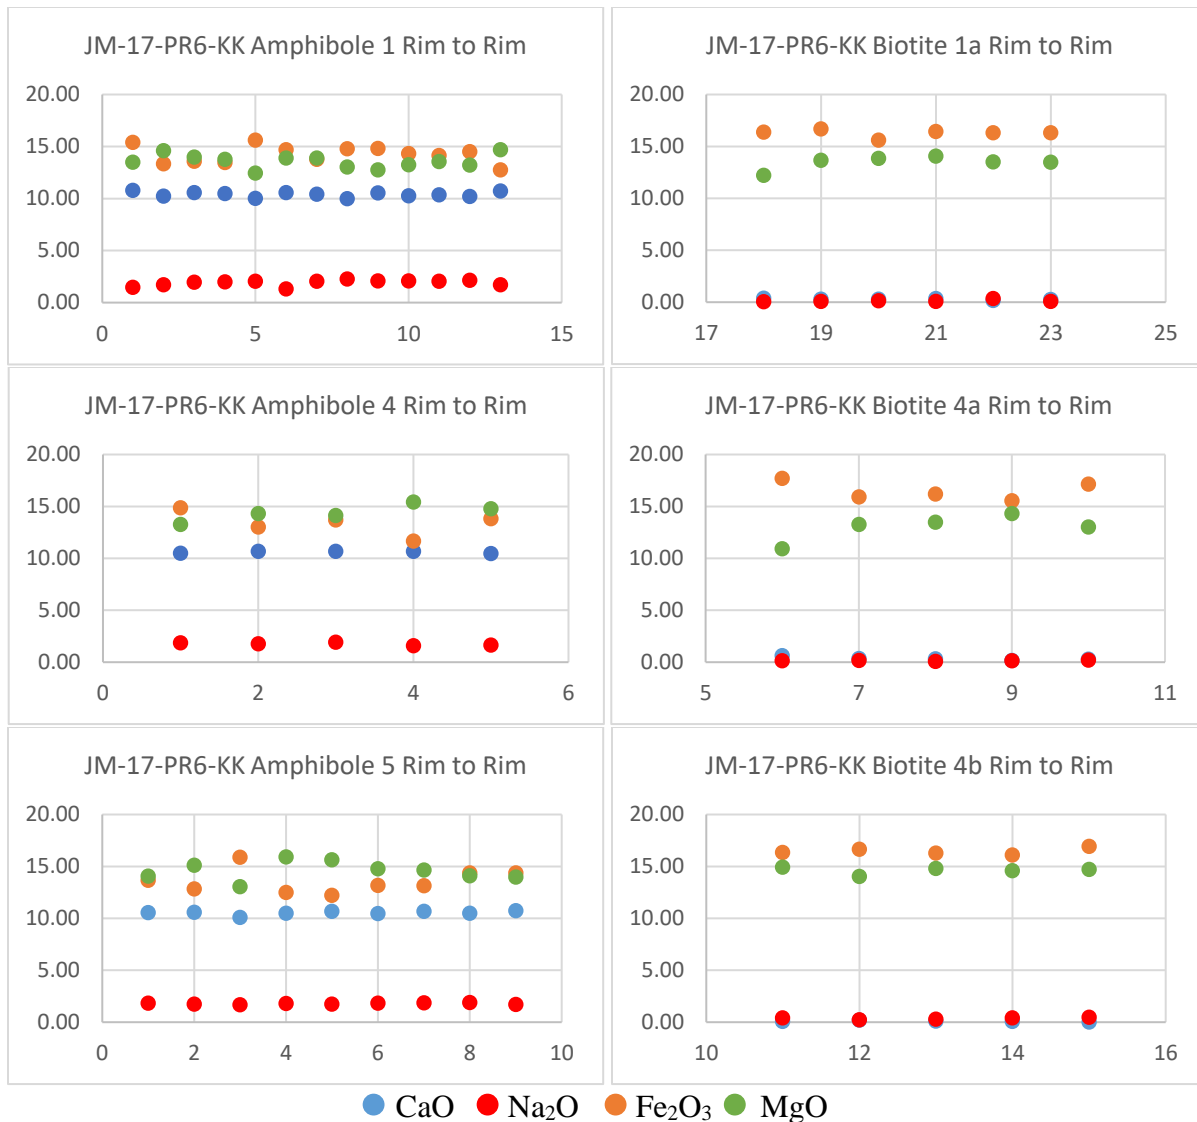 JM-17-PR6-KK Amphibole 1 Rim to Rim
20.00
15.00
10.00
5.00
0.00
0 5 10 15
JM-17-PR6-KK Biotite 1a Rim to Rim
20.00
15.00
10.00
5.00
0.00
17 19 21 23 25
JM-17-PR6-KK Amphibole 4 Rim to Rim
20.00
15.00
10.00
5.00
0.00
0 2 4 6
JM-17-PR6-KK Biotite 4a Rim to Rim
20.00
15.00
10.00
5.00
0.00
5 7 9 11
JM-17-PR6-KK Amphibole 5 Rim to Rim
20.00
15.00
10.00
5.00
0.00
0 2 4 6 8 10
JM-17-PR6-KK Biotite 4b Rim to Rim
20.00
15.00
10.00
5.00
0.00
10 12 14 16
CaO Na₂O Fe₂O₃ MgO